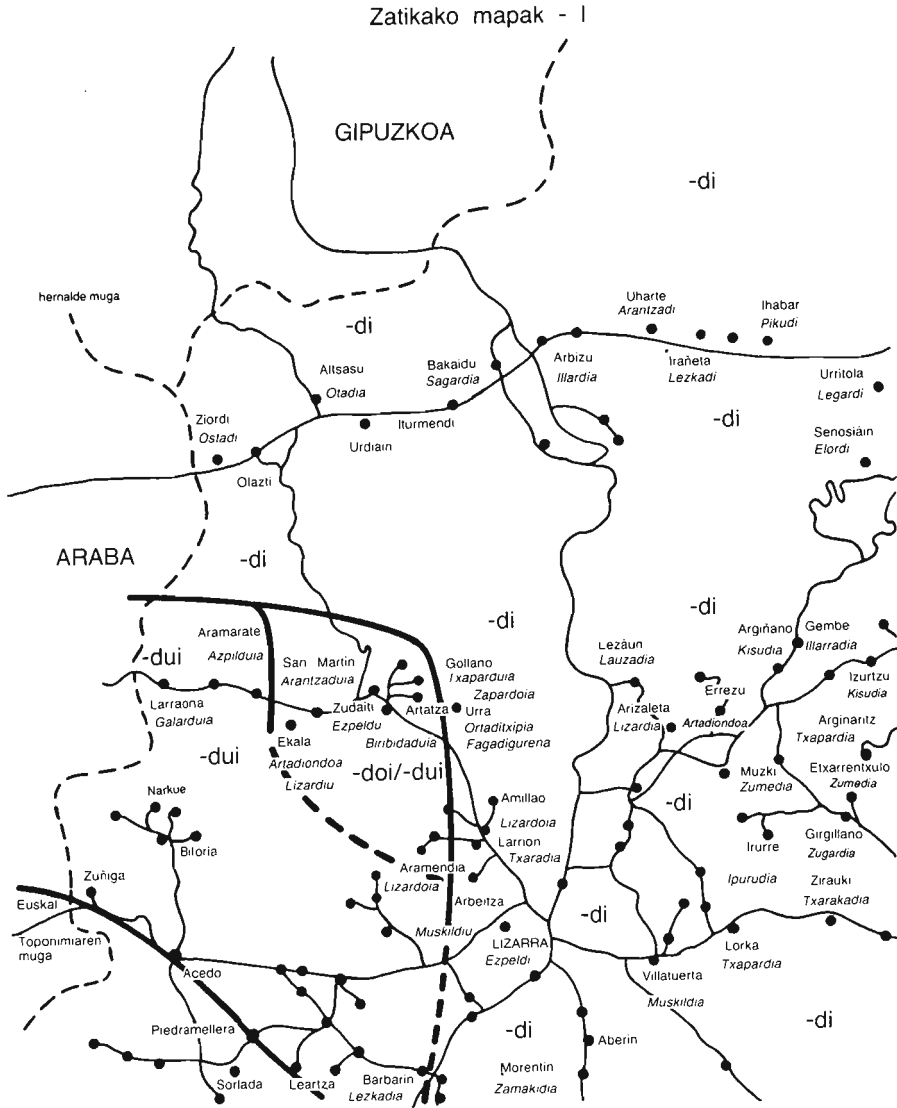 Zatikako mapak - I
GIPUZKOA
-di
hernalde muga
-di
Uharte
Arantzadi
Ihabar
Pikudi
Altsasu
Otadia
Bakaidu
Sagardia
Arbizu
Illardia
Irañeta
Lezkadi
Urritola
Legardi
Ziordi
Ostadi
Iturmendi
Urdiain
-di
Senosiáin
Elordi
Olazti
ARABA
-di
-di
-di
Aramarate
Azpilduia
-dui
San Martin
Arantzaduia
Gollano
Ixaparduia
Zapardoia
Lezáun
Lauzadia
Argiñano
Kisudia
Gembe
Illarradia
Izurtzu
Kisudia
Larraona
Galarduia
Zudaiti
Ezpeldu
Artatza
Urra
Ortaditxipia
Fagadigurena
Arizaleta
Lizardia
Errezu
Artadiondoa
Arginaritz
Txapardia
Ekala
Artadiondoa
Lizardiu
Biribidaduia
-dui
-doi/-dui
Muzki
Zumedia
Etxarrentxulo
Zumedia
-di
Narkue
Biloria
Amillao
Lizardoia
Larrion
Txaradia
Irurre
Girgillano
Zugardia
Zuñiga
Aramendia
Lizardoia
Ipurudia
Zirauki
Txarakadia
Euskal
Toponimiaren
muga
Arbeitza
Muskildiu
-di
LIZARRA
Ezpeldi
Lorka
Txapardia
Acedo
Villatuerta
Muskildia
Piedramellera
-di
-di
Aberin
Sorlada
Leartza
Barbarin
Lezkadia
Morentin
Zamakidia